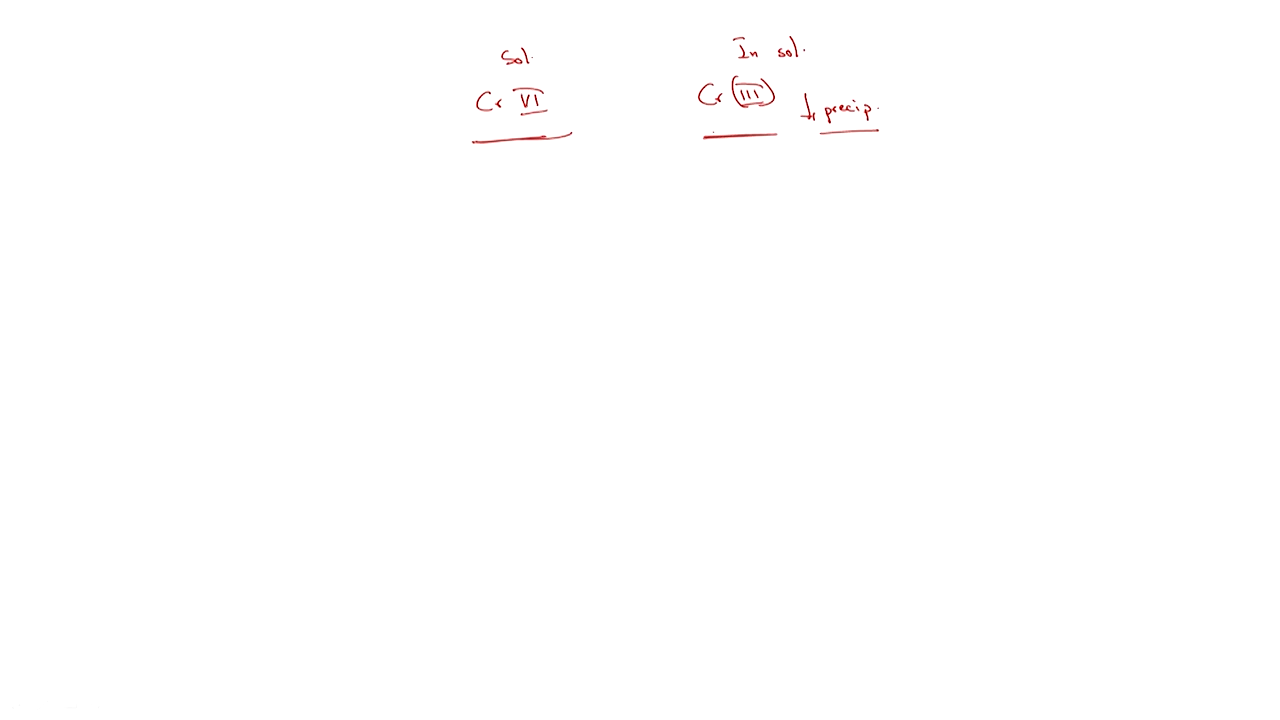 Sol. In sol.
Cr VI Cr (III) ↓ precip.